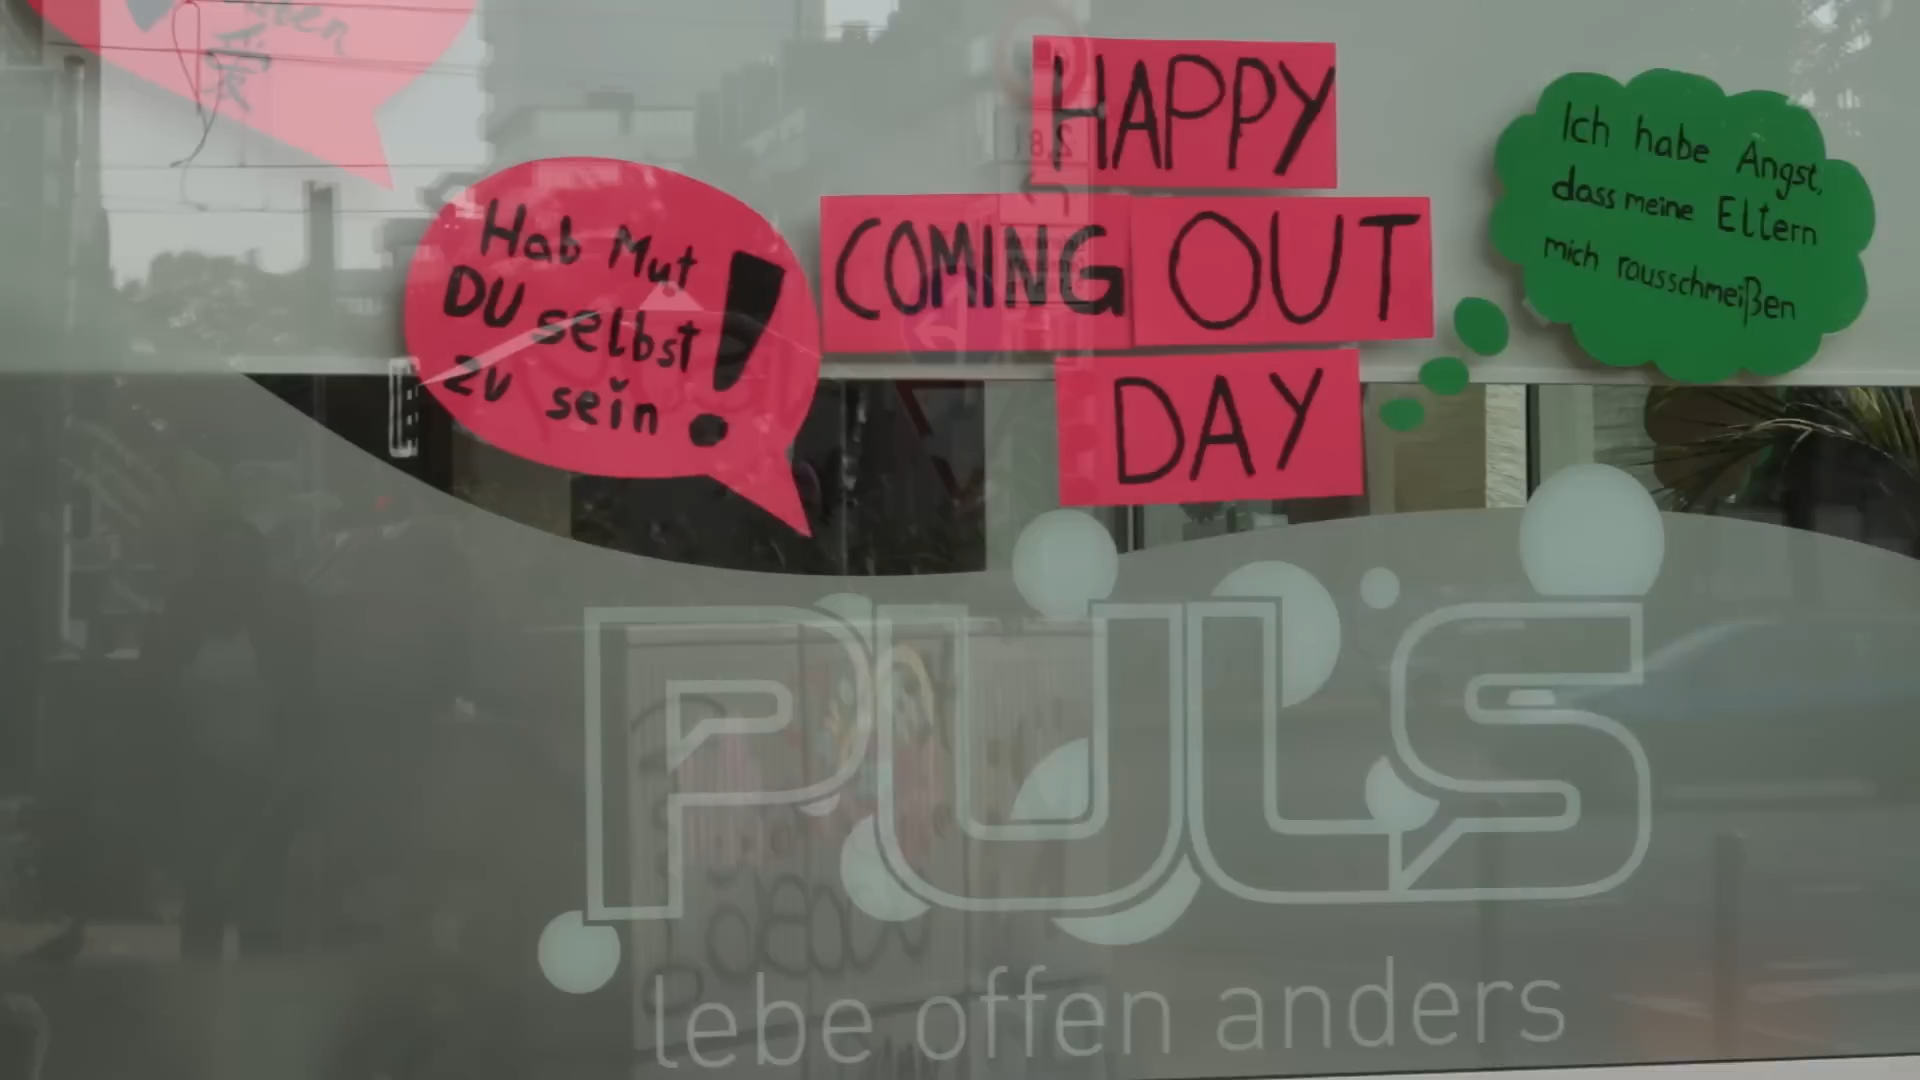 Hab Mut
DU selbst
zu sein!
HAPPY
COMING OUT
DAY
Ich habe Angst,
dass meine Eltern
mich rausschmeißen
PULS
lebe offen anders